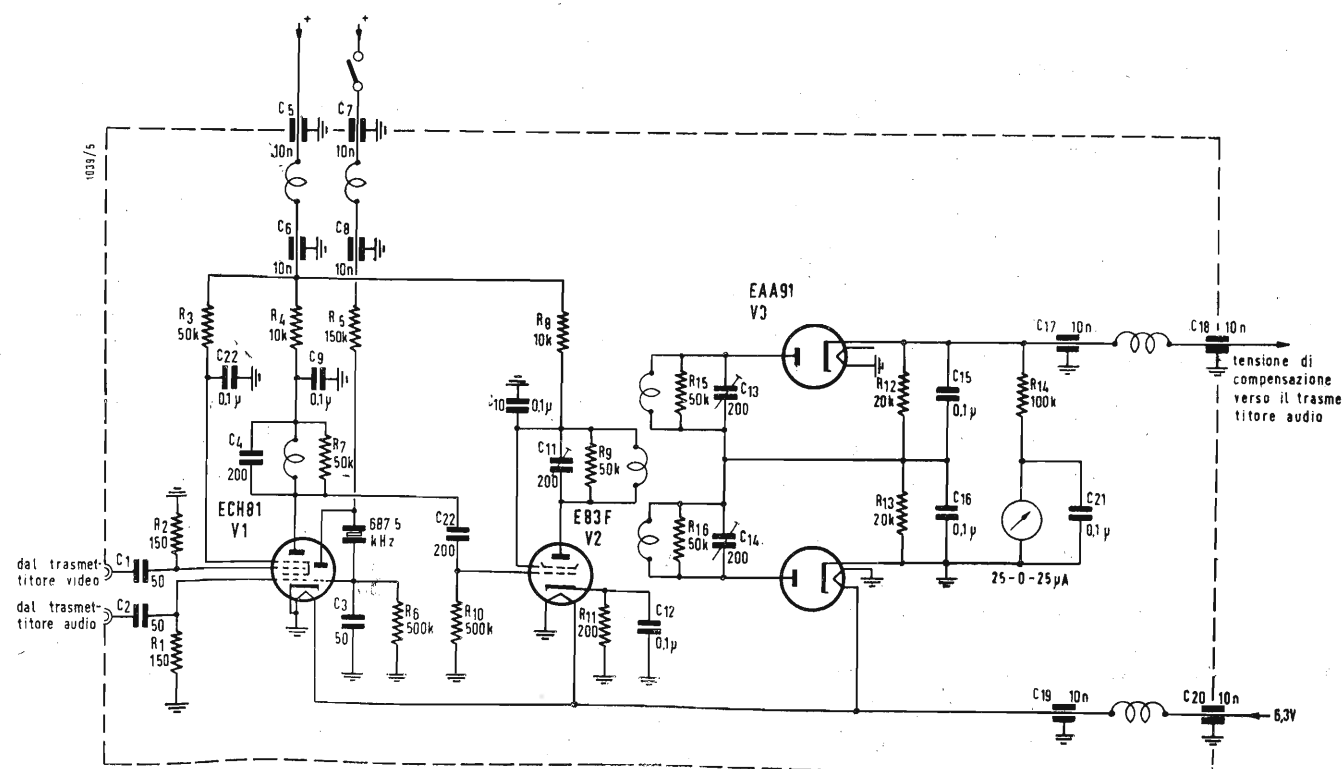 +
+
C5
10n
C7
10n
1039/5
C6
10n
C8
10n
R3
50k
R4
10k
R5
150k
R8
10k
EAA91
V3
C22
0,1µ
C9
0,1µ
C10
0,1µ
R15
50k
C13
200
R12
20k
C15
0,1µ
R14
100k
C17
10n
C18
10n
tensione di
compensazione
verso il trasme
titore audio
C4
200
R7
50k
C11
200
R9
50k
ECH81
V1
687 5
kHz
C22
200
E83F
V2
R16
50k
C14
200
R13
20k
C16
0,1µ
C21
0,1µ
25-0-25µA
R2
150
dal trasmet-
titore video
C1
50
dal trasmet-
titore audio
C2
50
R1
150
C3
50
R6
500k
R10
500k
R11
200
C12
0,1µ
C19
10n
C20
10n
6,3V